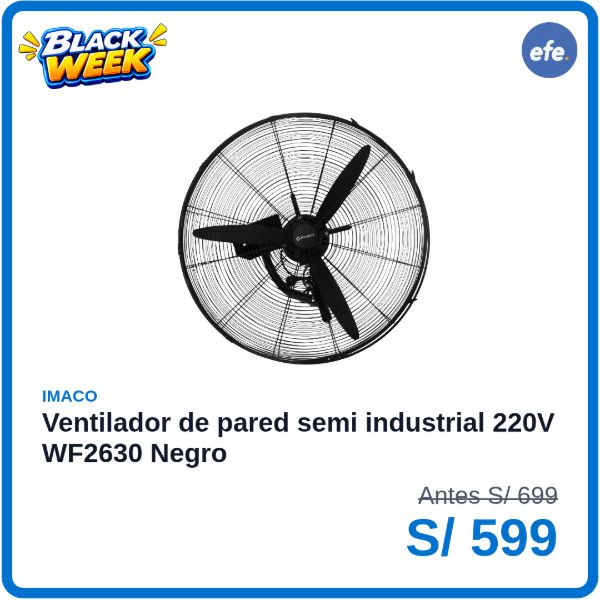 BLACK
WEEK
efe.
IMACO
Ventilador de pared semi industrial 220V
WF2630 Negro
Antes S/ 699
S/ 599